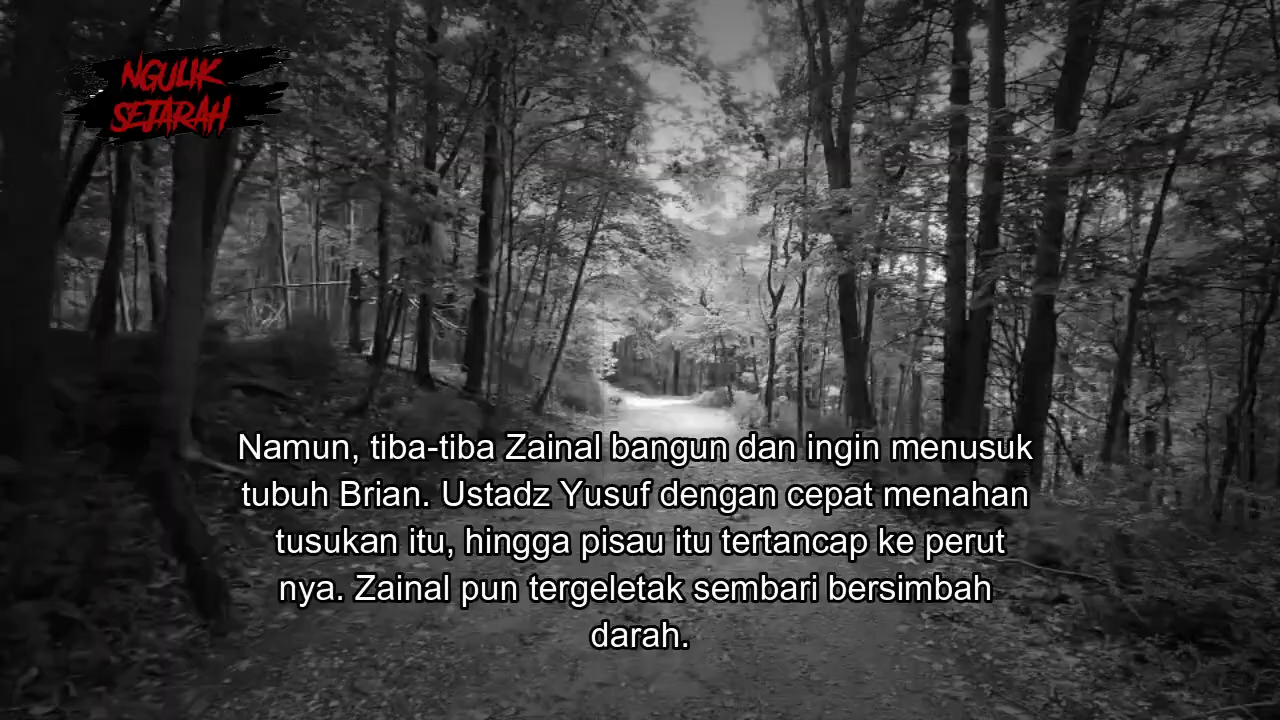 NGULIK
SEJARAH
Namun, tiba-tiba Zainal bangun dan ingin menusuk
tubuh Brian. Ustadz Yusuf dengan cepat menahan
tusukan itu, hingga pisau itu tertancap ke perut
nya. Zainal pun tergeletak sembari bersimbah
darah.